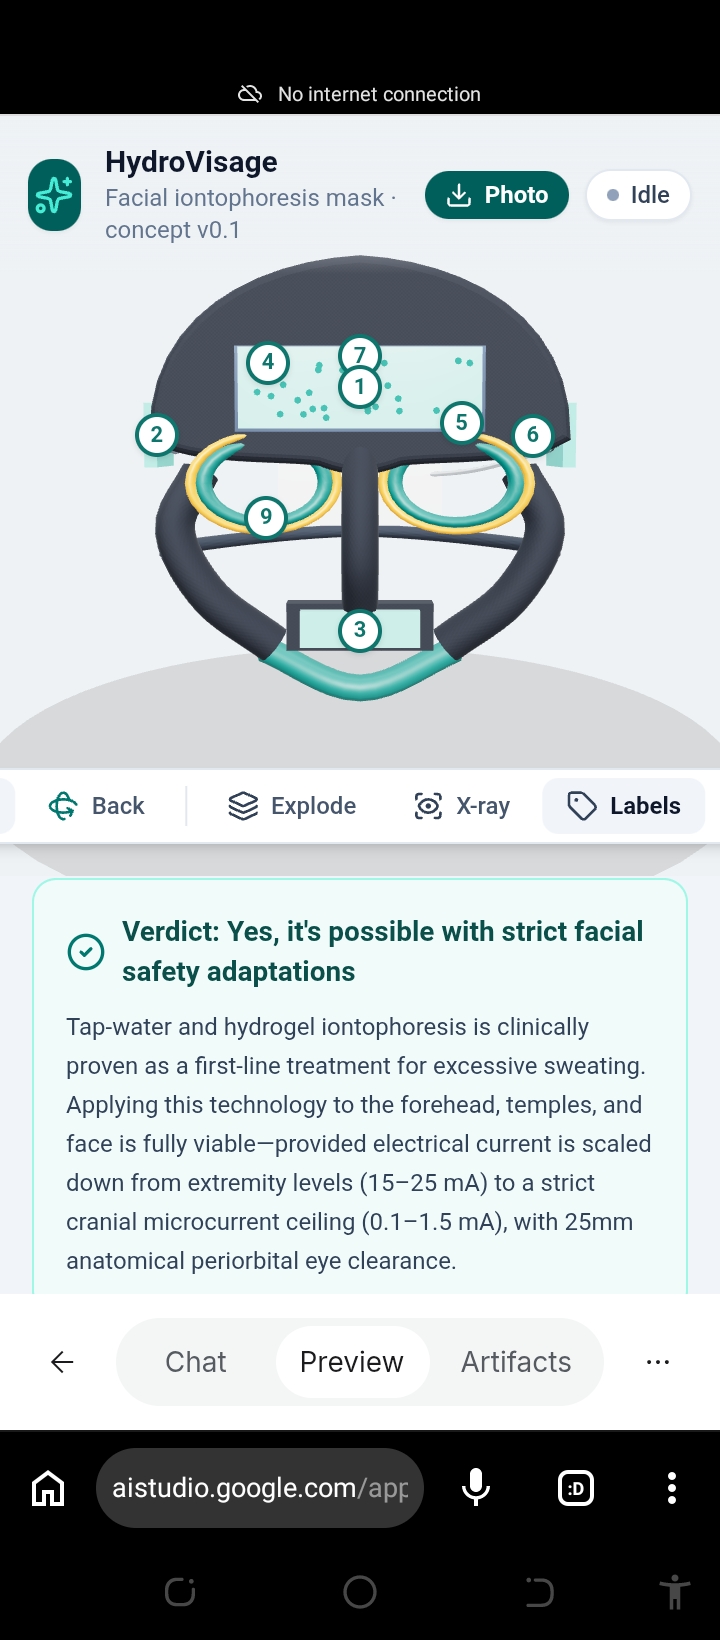 No internet connection
HydroVisage
Facial iontophoresis mask ·
concept v0.1
Photo
Idle
4
7
1
2
5
6
9
3
Back
Explode
X-ray
Labels
Verdict: Yes, it's possible with strict facial
safety adaptations
Tap-water and hydrogel iontophoresis is clinically
proven as a first-line treatment for excessive sweating.
Applying this technology to the forehead, temples, and
face is fully viable—provided electrical current is scaled
down from extremity levels (15–25 mA) to a strict
cranial microcurrent ceiling (0.1–1.5 mA), with 25mm
anatomical periorbital eye clearance.
Chat
Preview
Artifacts
aistudio.google.com/app
:D